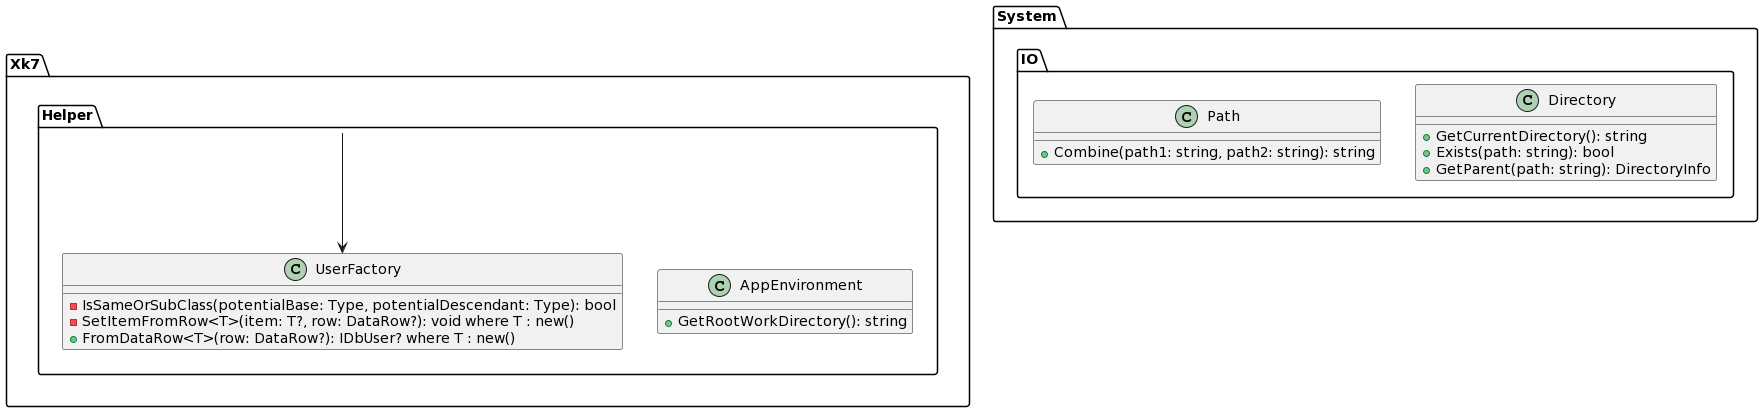 Xk7
Helper
C UserFactory
IsSameOrSubClass(potentialBase: Type, potentialDescendant: Type): bool
SetItemFromRow<T>(item: T?, row: DataRow?): void where T : new()
FromDataRow<T>(row: DataRow?): IDbUser? where T : new()
C AppEnvironment
GetRootWorkDirectory(): string
System
IO
C Path
Combine(path1: string, path2: string): string
C Directory
GetCurrentDirectory(): string
Exists(path: string): bool
GetParent(path: string): DirectoryInfo